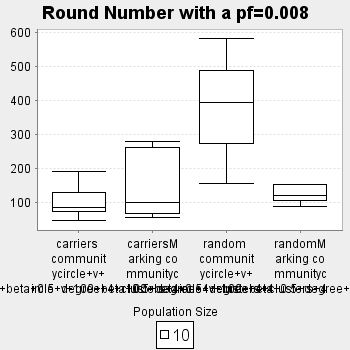 Round Number with a pf=0.008
600
500
400
300
200
100
carriers
communit
ycircle+v+
carriersM
arking co
mmunityc
random
communit
ycircle+v+
randomM
arking co
mmunityc
Population Size
10